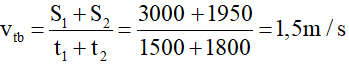 v_tb = (S_1 + S_2) / (t_1 + t_2) = (3000 + 1950) / (1500 + 1800) = 1,5m / s